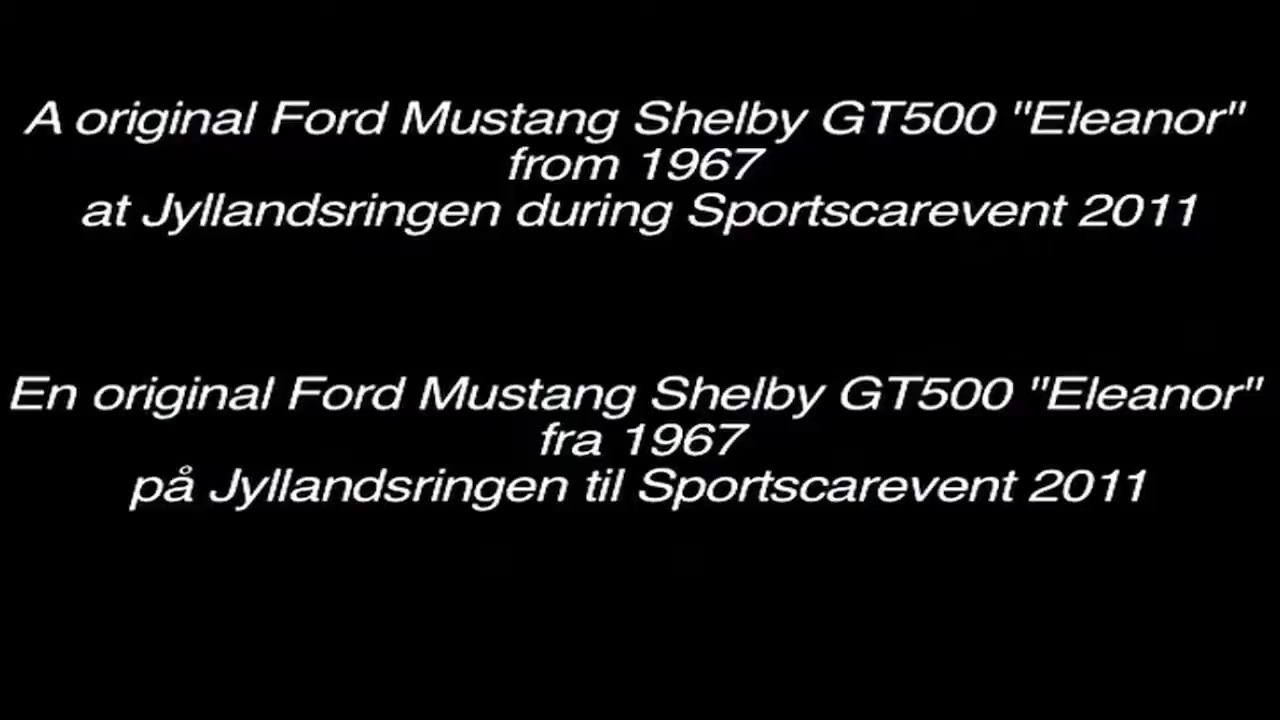 A original Ford Mustang Shelby GT500 "Eleanor"
from 1967
at Jyllandsringen during Sportscarevent 2011
En original Ford Mustang Shelby GT500 "Eleanor"
fra 1967
på Jyllandsringen til Sportscarevent 2011